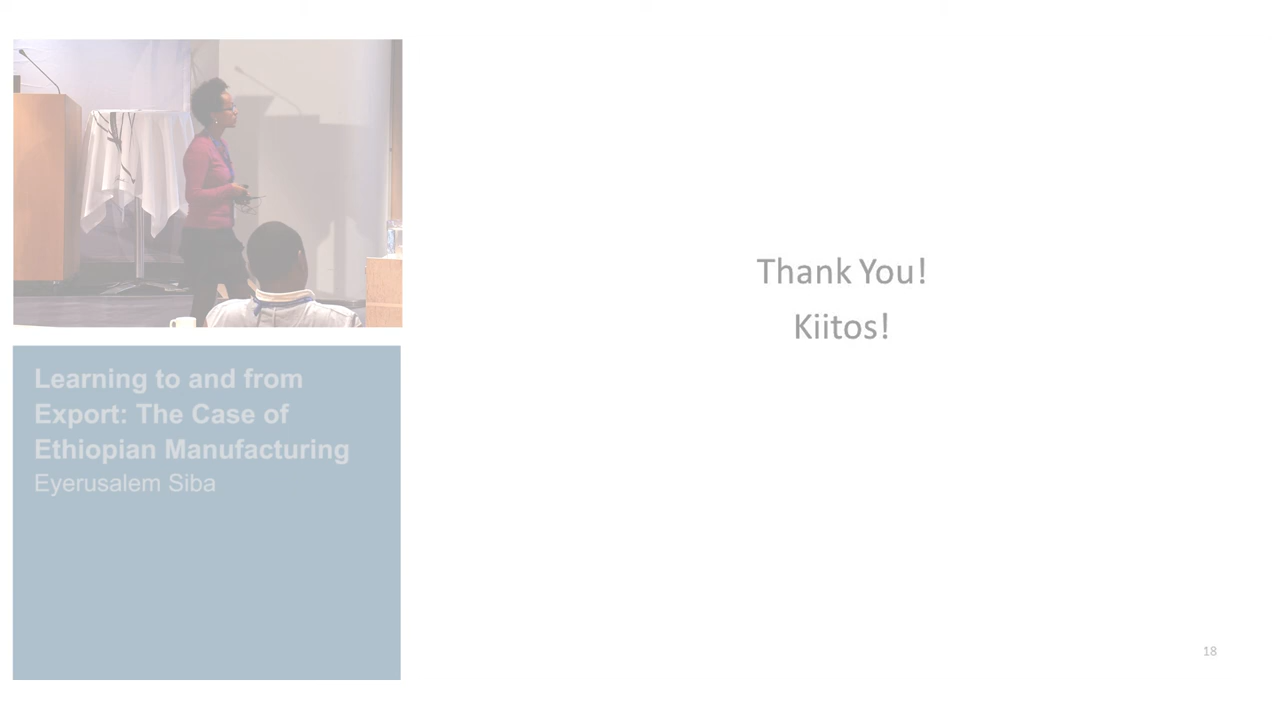 Learning to and from
Export: The Case of
Ethiopian Manufacturing
Eyerusalem Siba
Thank You!
Kiitos!
18